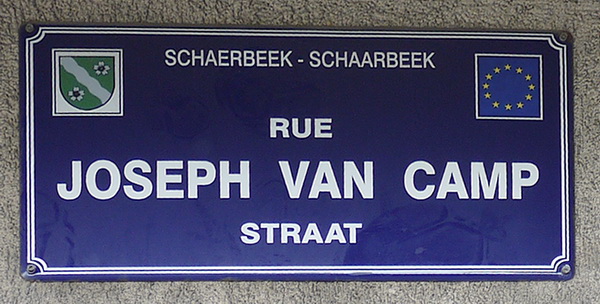 SCHAERBEEK - SCHAARBEEK
RUE
JOSEPH VAN CAMP
STRAAT